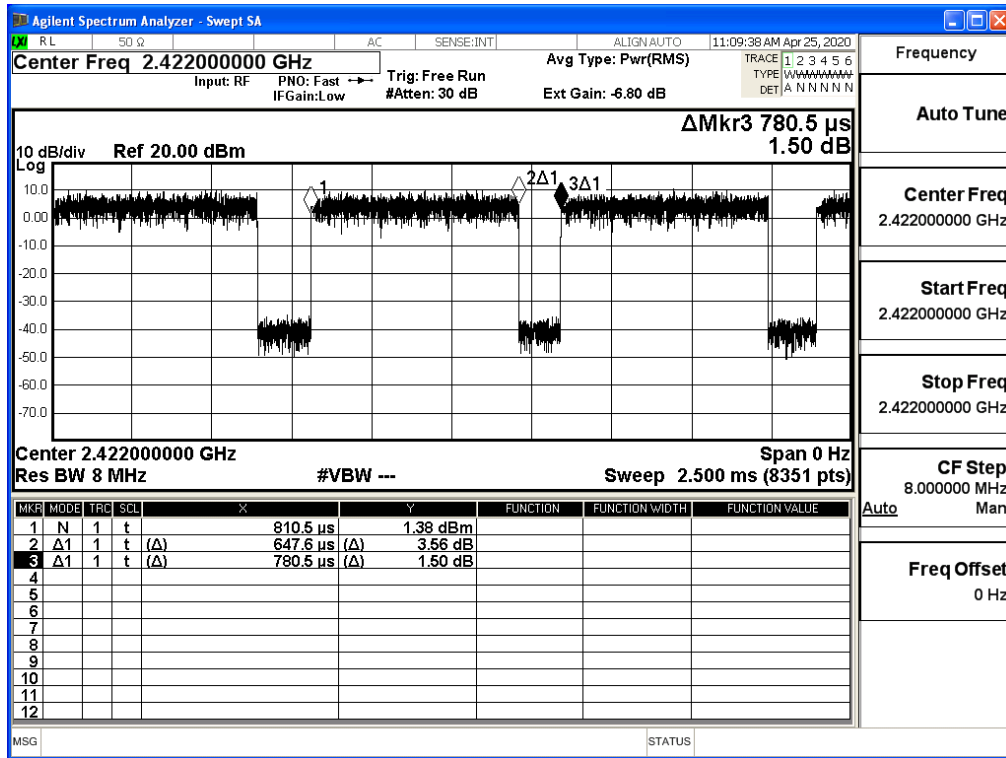 Agilent Spectrum Analyzer - Swept SA
LXI RL 50 Ω AC SENSE:INT ALIGN AUTO 11:09:38 AM Apr 25, 2020
Center Freq 2.422000000 GHz
Input: RF PNO: Fast Trig: Free Run Avg Type: Pwr(RMS) TRACE 1 2 3 4 5 6
TYPE
IFGain:Low #Atten: 30 dB Ext Gain: -6.80 dB DET A N N N N N
ΔMkr3 780.5 µs
1.50 dB
10 dB/div Ref 20.00 dBm
Log
10.0
0.00
-10.0
-20.0
-30.0
-40.0
-50.0
-60.0
-70.0
1
2Δ1
3Δ1
Center 2.422000000 GHz Span 0 Hz
Res BW 8 MHz #VBW --- Sweep 2.500 ms (8351 pts)
MKR MODE TRC SCL X Y FUNCTION FUNCTION WIDTH FUNCTION VALUE
1 N 1 t 810.5 µs 1.38 dBm
2 Δ1 1 t (Δ) 647.6 µs (Δ) 3.56 dB
3 Δ1 1 t (Δ) 780.5 µs (Δ) 1.50 dB
4
5
6
7
8
9
10
11
12
MSG STATUS
Frequency
Auto Tune
Center Freq
2.422000000 GHz
Start Freq
2.422000000 GHz
Stop Freq
2.422000000 GHz
CF Step
8.000000 MHz
Auto Man
Freq Offset
0 Hz